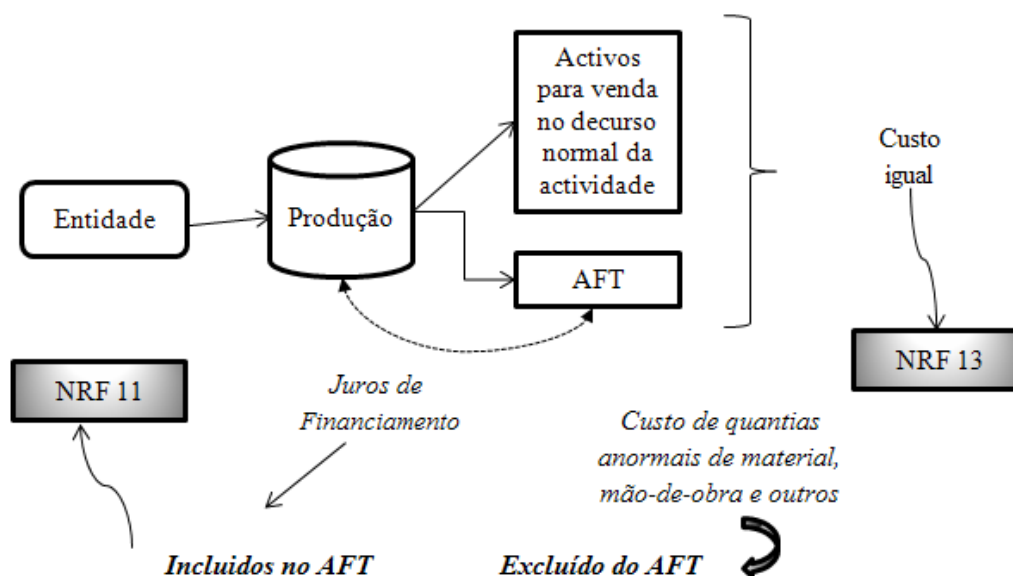 Activos
para venda
no decurso
normal da
actividade
Custo
igual
Entidade
Produção
AFT
NRF 11
NRF 13
Juros de
Financiamento
Custo de quantias
anormais de material,
mão-de-obra e outros
Incluidos no AFT
Excluído do AFT